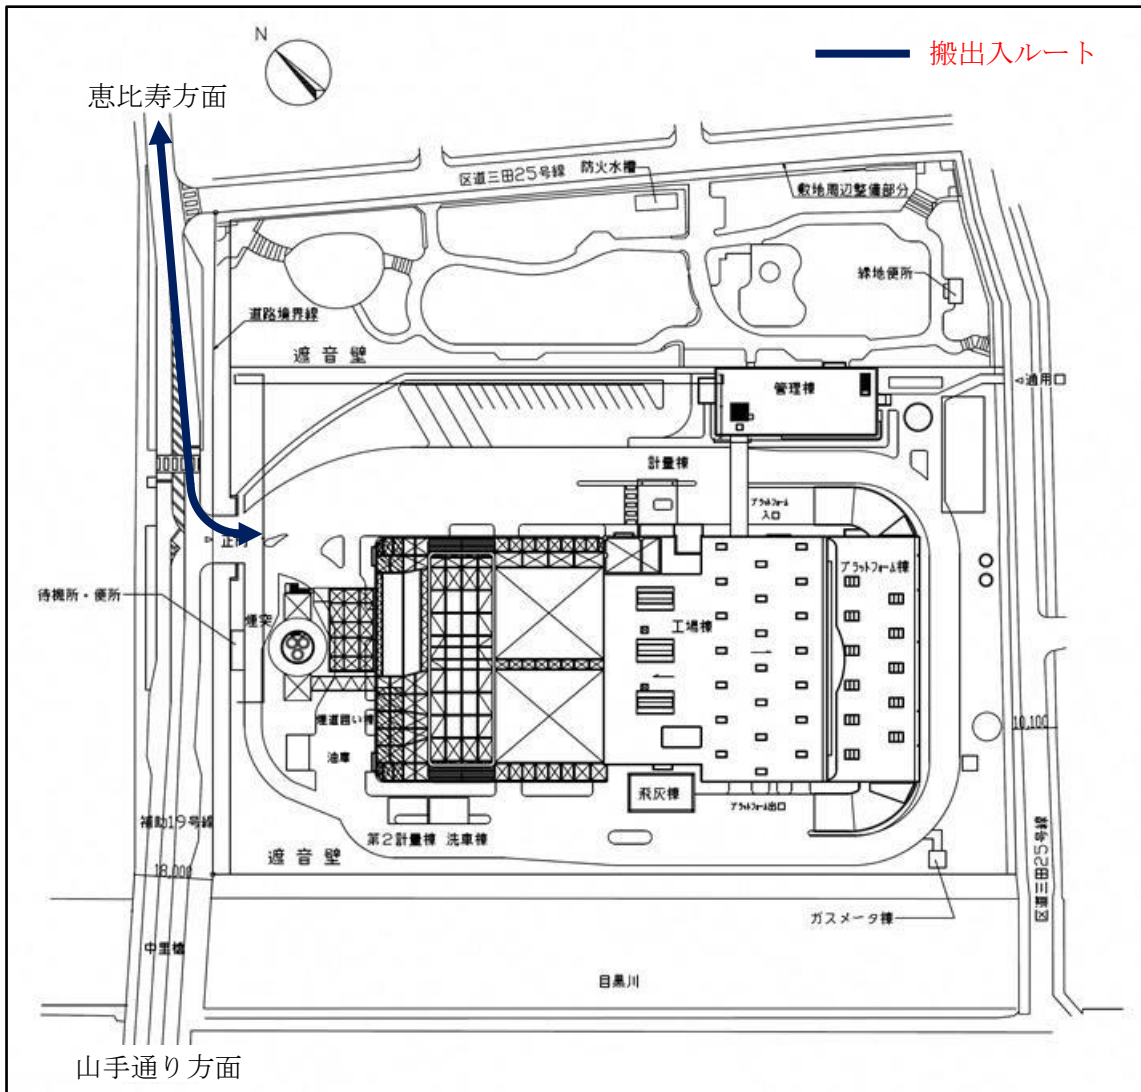 N
搬出入ルート
恵比寿方面
区道三田25号線
防火水槽
敷地周辺整備部分
緑地便所
道路境界線
遮音壁
管理棟
◁通用口
計量棟
プラットフォーム
入口
▷正門
プラットフォーム棟
待機所・便所
煙突
工場棟
煙道囲い棟
油庫
10,100
飛灰棟
プラットフォーム出口
補助19号線
第2計量棟
洗車棟
遮音壁
18,000
区道三田25号線
ガスメータ棟
中里橋
目黒川
山手通り方面